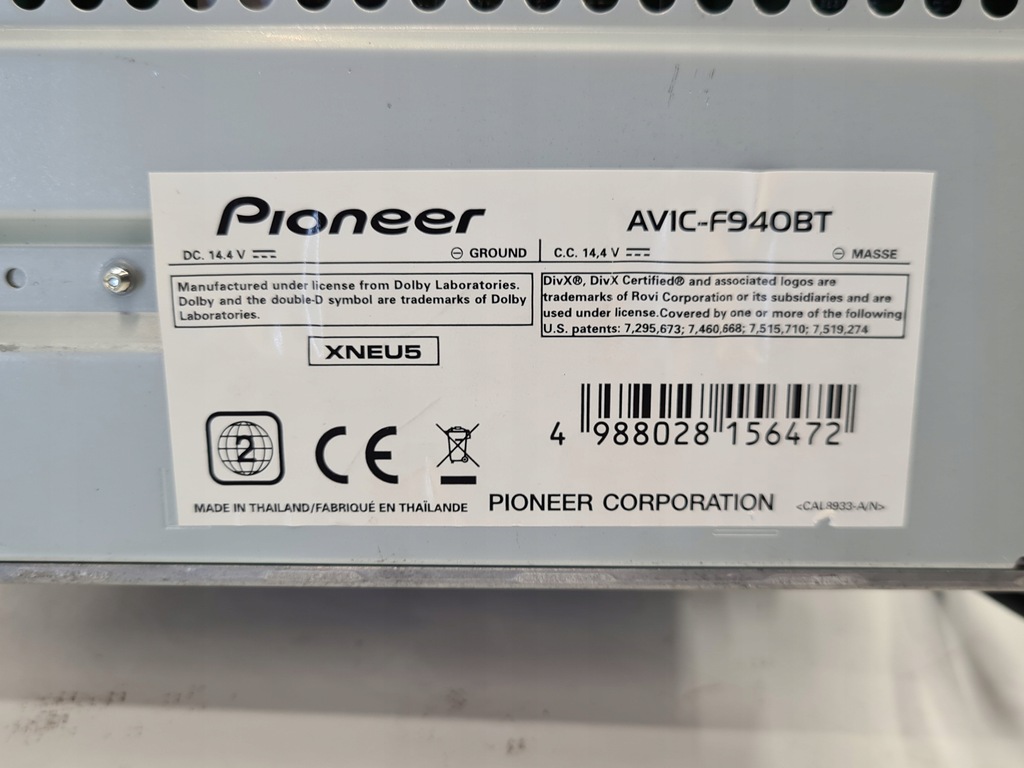 Pioneer
AVIC-F940BT
DC. 14.4 V ⎓
⊖ GROUND
C.C. 14,4 V ⎓
⊖ MASSE
Manufactured under license from Dolby Laboratories.
Dolby and the double-D symbol are trademarks of Dolby
Laboratories.
DivX®, DivX Certified® and associated logos are
trademarks of Rovi Corporation or its subsidiaries and are
used under license.Covered by one or more of the following
U.S. patents: 7,295,673; 7,460,668; 7,515,710; 7,519,274
XNEU5
2
CE
4 988028 156472
MADE IN THAILAND/FABRIQUÉ EN THAÏLANDE
PIONEER CORPORATION
<CAL8933-A/N>